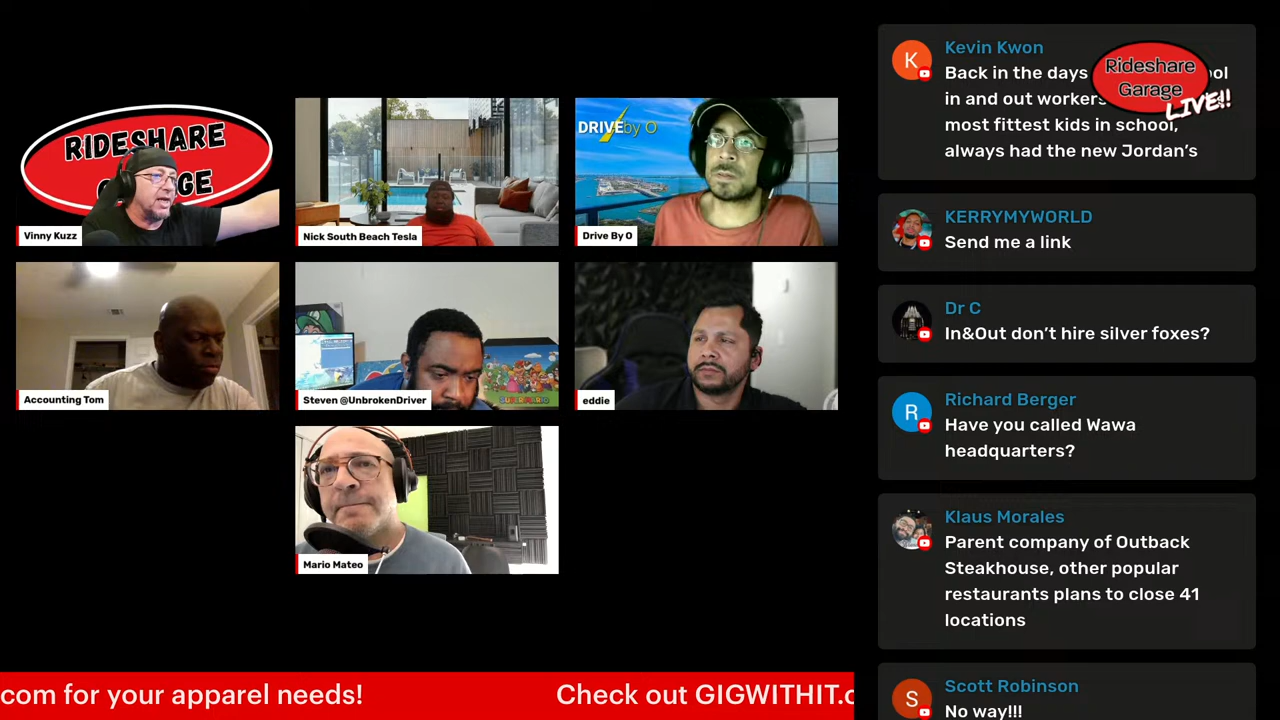 RIDESHARE
Vinny Kuzz
Nick South Beach Tesla
DRIVE by O
Drive By O
Accounting Tom
SUPER MARIO
Steven @UnbrokenDriver
eddie
Mario Mateo
com for your apparel needs!
Check out GIGWITHIT.c
Rideshare
Garage
LIVE!!
Kevin Kwon
Back in the days
in and out workers
most fittest kids in school,
always had the new Jordan’s
KERRYMYWORLD
Send me a link
Dr C
In&Out don’t hire silver foxes?
R
Richard Berger
Have you called Wawa
headquarters?
Klaus Morales
Parent company of Outback
Steakhouse, other popular
restaurants plans to close 41
locations
S
Scott Robinson
No way!!!